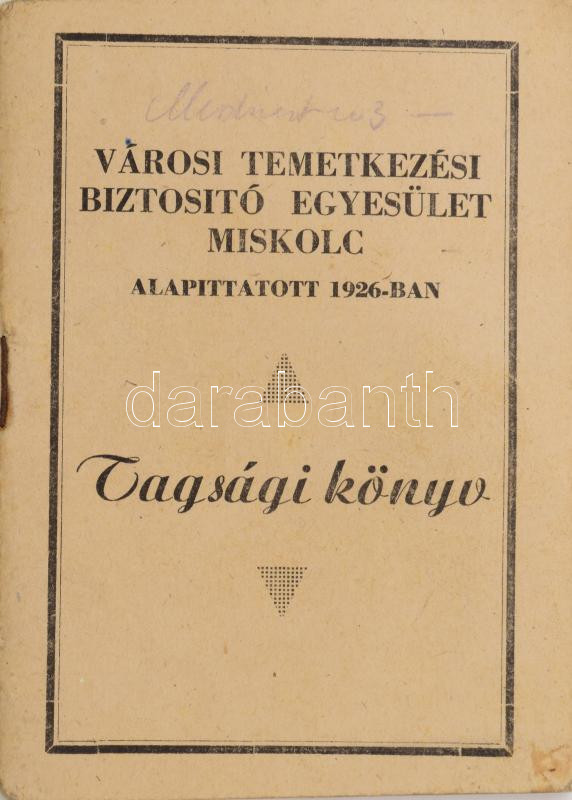 VÁROSI TEMETKEZÉSI
BIZTOSITÓ EGYESÜLET
MISKOLC
ALAPITTATOTT 1926-BAN
darabanth
Tagsági könyv